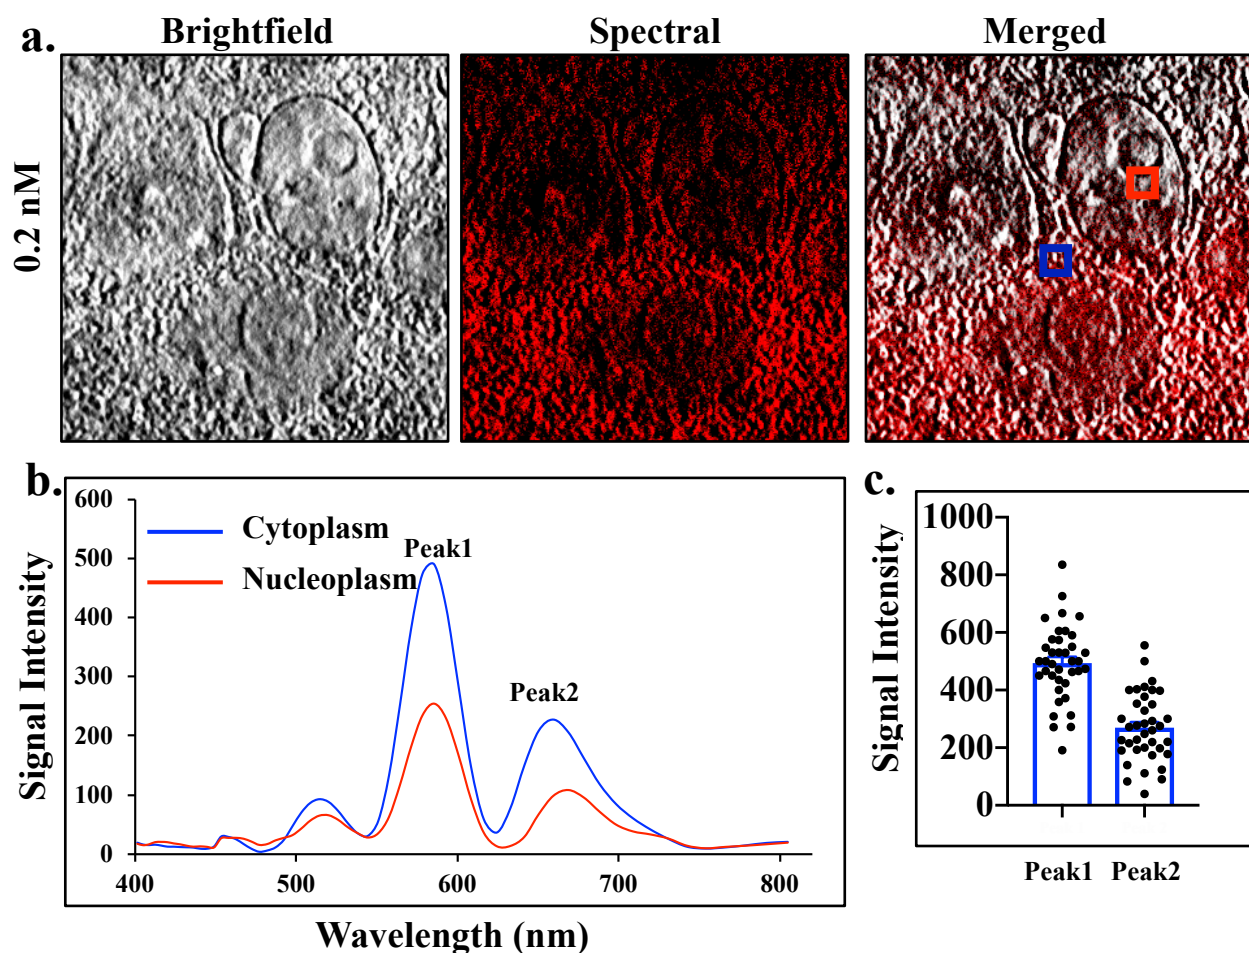 a.
Brightfield
Spectral
Merged
0.2 nM
b.
600
500
400
300
200
100
0
Signal Intensity
Cytoplasm
Nucleoplasm
Peak1
Peak2
400
500
600
700
800
Wavelength (nm)
c.
1000
800
600
400
200
0
Signal Intensity
Peak1
Peak2